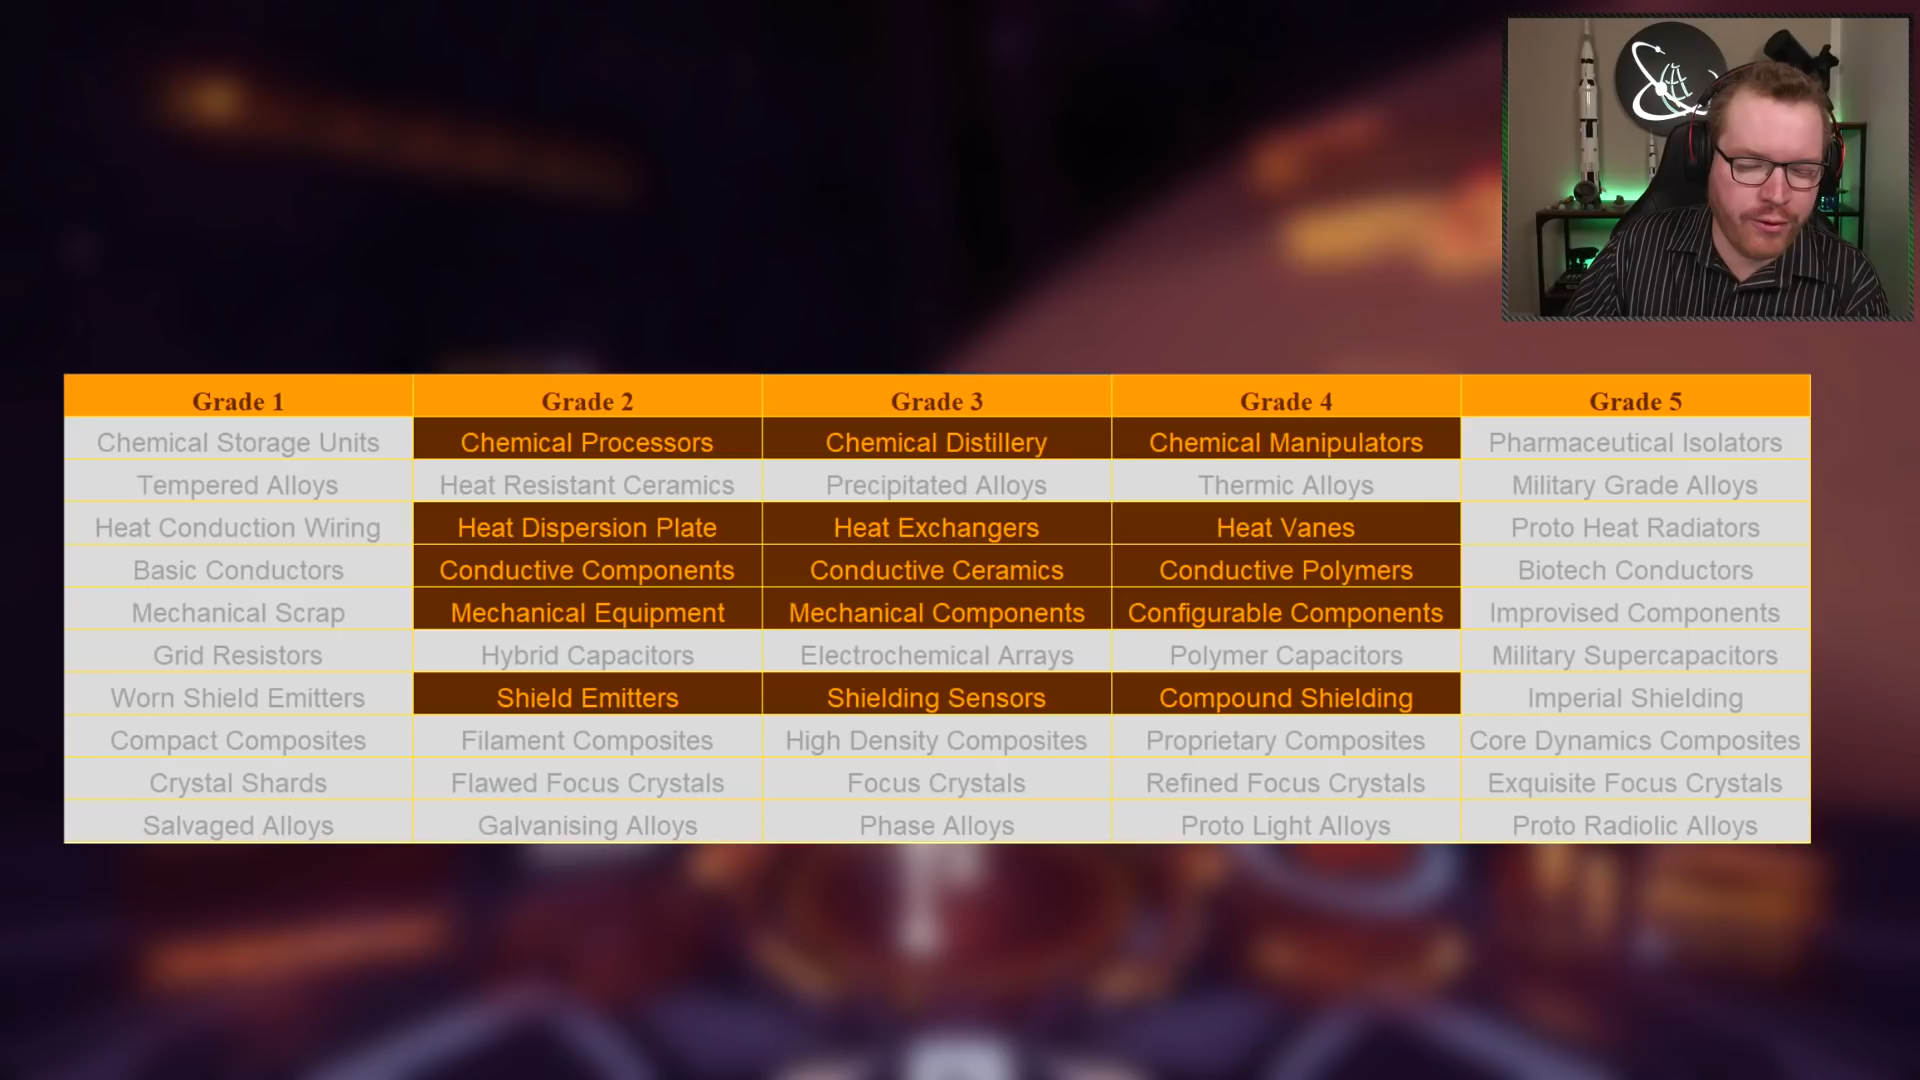 Grade 1 Grade 2 Grade 3 Grade 4 Grade 5
Chemical Storage Units Chemical Processors Chemical Distillery Chemical Manipulators Pharmaceutical Isolators
Tempered Alloys Heat Resistant Ceramics Precipitated Alloys Thermic Alloys Military Grade Alloys
Heat Conduction Wiring Heat Dispersion Plate Heat Exchangers Heat Vanes Proto Heat Radiators
Basic Conductors Conductive Components Conductive Ceramics Conductive Polymers Biotech Conductors
Mechanical Scrap Mechanical Equipment Mechanical Components Configurable Components Improvised Components
Grid Resistors Hybrid Capacitors Electrochemical Arrays Polymer Capacitors Military Supercapacitors
Worn Shield Emitters Shield Emitters Shielding Sensors Compound Shielding Imperial Shielding
Compact Composites Filament Composites High Density Composites Proprietary Composites Core Dynamics Composites
Crystal Shards Flawed Focus Crystals Focus Crystals Refined Focus Crystals Exquisite Focus Crystals
Salvaged Alloys Galvanising Alloys Phase Alloys Proto Light Alloys Proto Radiolic Alloys